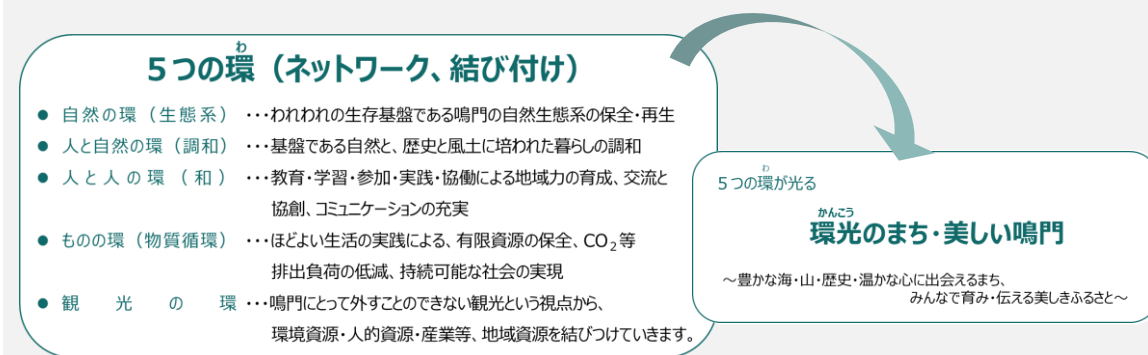 わ
5つの環（ネットワーク、結び付け）
● 自然の環（生態系） ・・・われわれの生存基盤である鳴門の自然生態系の保全・再生
● 人と自然の環（調和） ・・・基盤である自然と、歴史と風土に培われた暮らしの調和
● 人と人の環（和） ・・・教育・学習・参加・実践・協働による地域力の育成、交流と
協創、コミュニケーションの充実
● ものの環（物質循環） ・・・ほどよい生活の実践による、有限資源の保全、CO₂等
排出負荷の低減、持続可能な社会の実現
● 観光の環 ・・・鳴門にとって外すことのできない観光という視点から、
環境資源・人的資源・産業等、地域資源を結びつけていきます。
わ
5つの環が光る
かんこう
環光のまち・美しい鳴門
～豊かな海・山・歴史・温かな心に出会えるまち、
みんなで育み・伝える美しきふるさと～